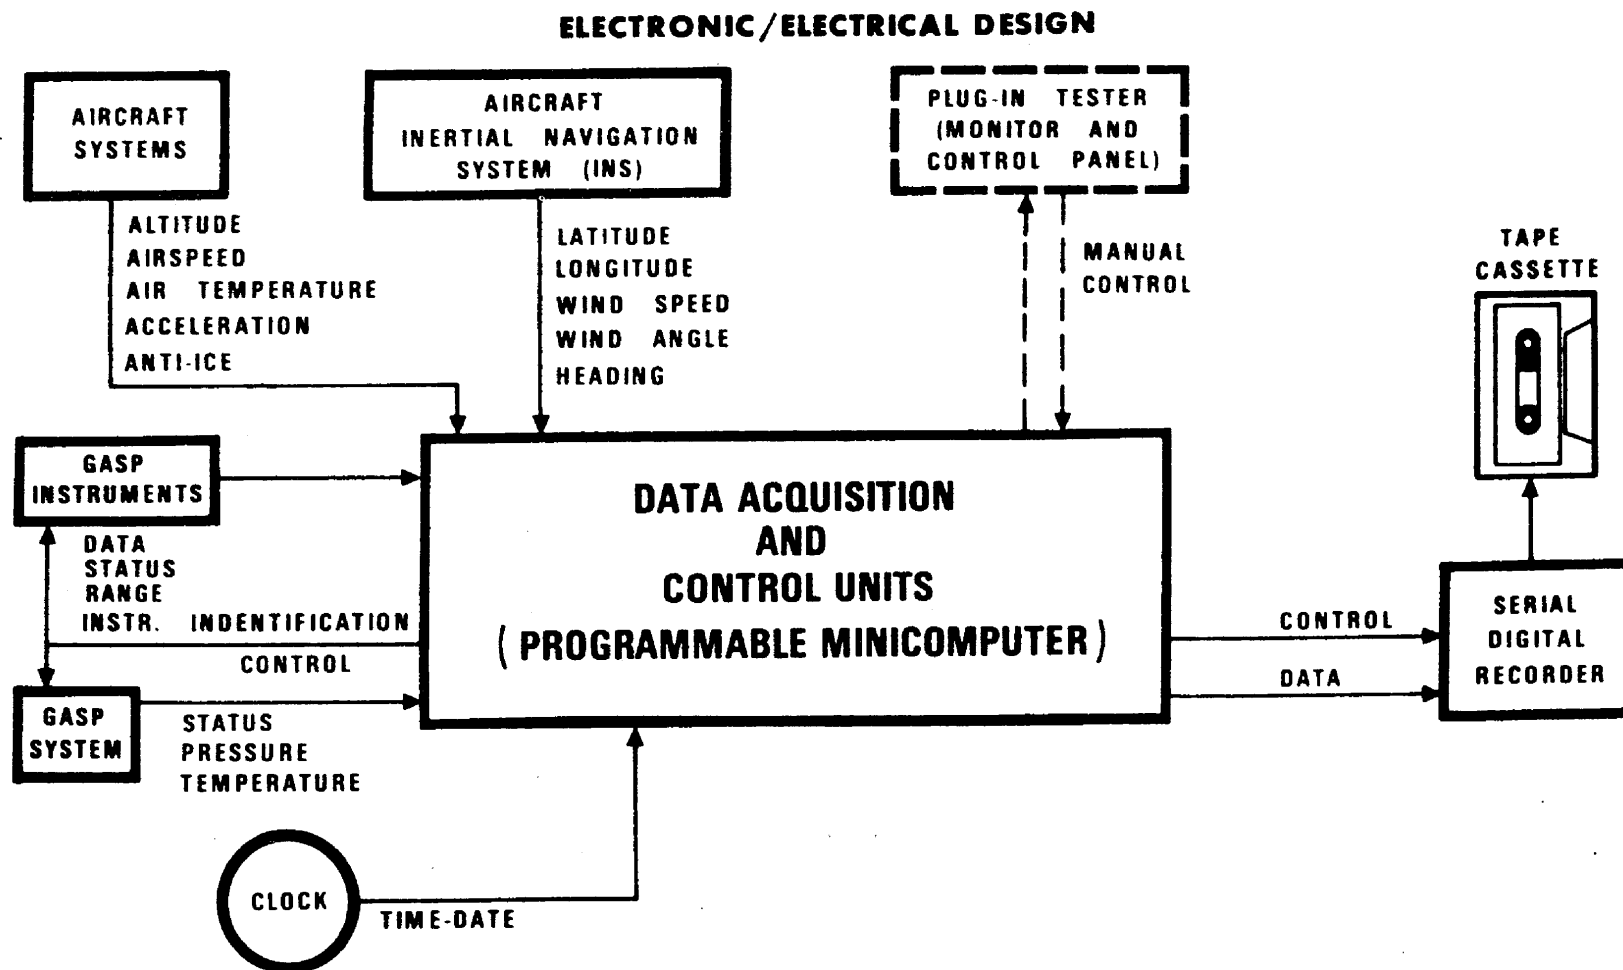 ELECTRONIC/ELECTRICAL DESIGN
AIRCRAFT
SYSTEMS
AIRCRAFT
INERTIAL NAVIGATION
SYSTEM (INS)
PLUG-IN TESTER
(MONITOR AND
CONTROL PANEL)
ALTITUDE
AIRSPEED
AIR TEMPERATURE
ACCELERATION
ANTI-ICE
LATITUDE
LONGITUDE
WIND SPEED
WIND ANGLE
HEADING
MANUAL
CONTROL
TAPE
CASSETTE
GASP
INSTRUMENTS
DATA
STATUS
RANGE
INSTR. INDENTIFICATION
CONTROL
DATA ACQUISITION
AND
CONTROL UNITS
(PROGRAMMABLE MINICOMPUTER)
CONTROL
DATA
SERIAL
DIGITAL
RECORDER
GASP
SYSTEM
STATUS
PRESSURE
TEMPERATURE
CLOCK
TIME-DATE